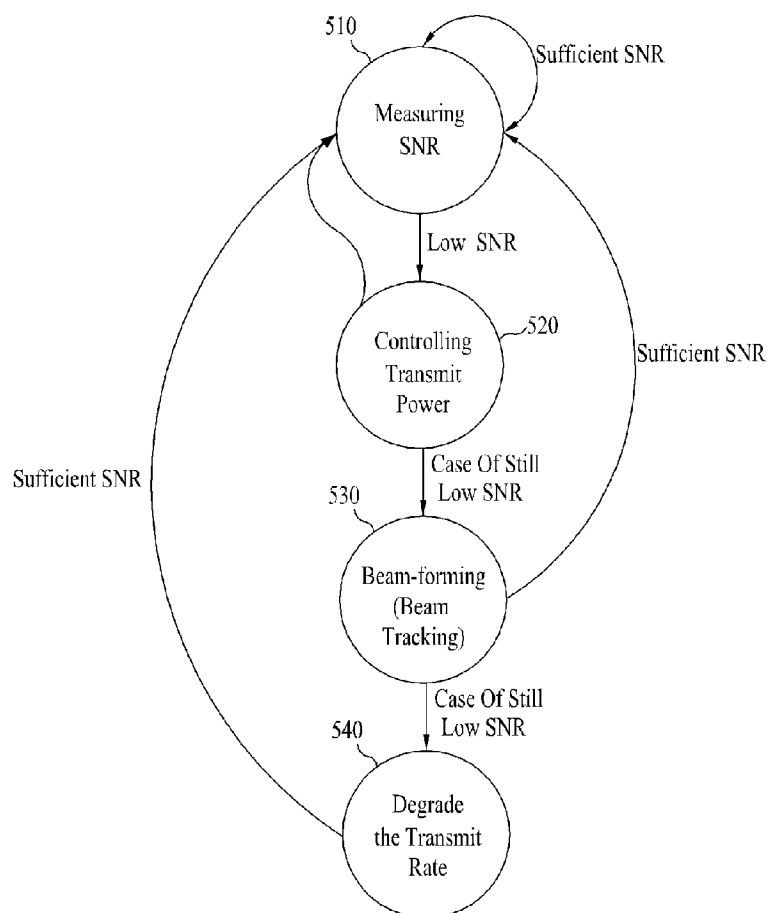 510
Sufficient SNR
Measuring
SNR
Low SNR
520
Controlling
Transmit
Power
Sufficient SNR
Case Of Still
Low SNR
Sufficient SNR
530
Beam-forming
(Beam
Tracking)
Case Of Still
Low SNR
540
Degrade
the Transmit
Rate